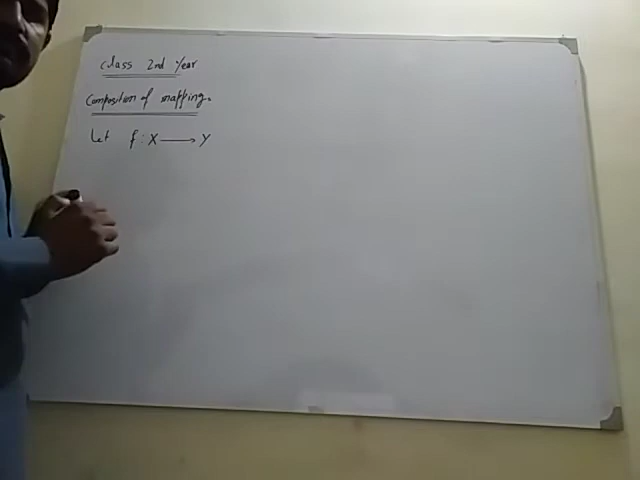 Class 2nd Year
Composition of mapping.
Let f : X ⟶ Y